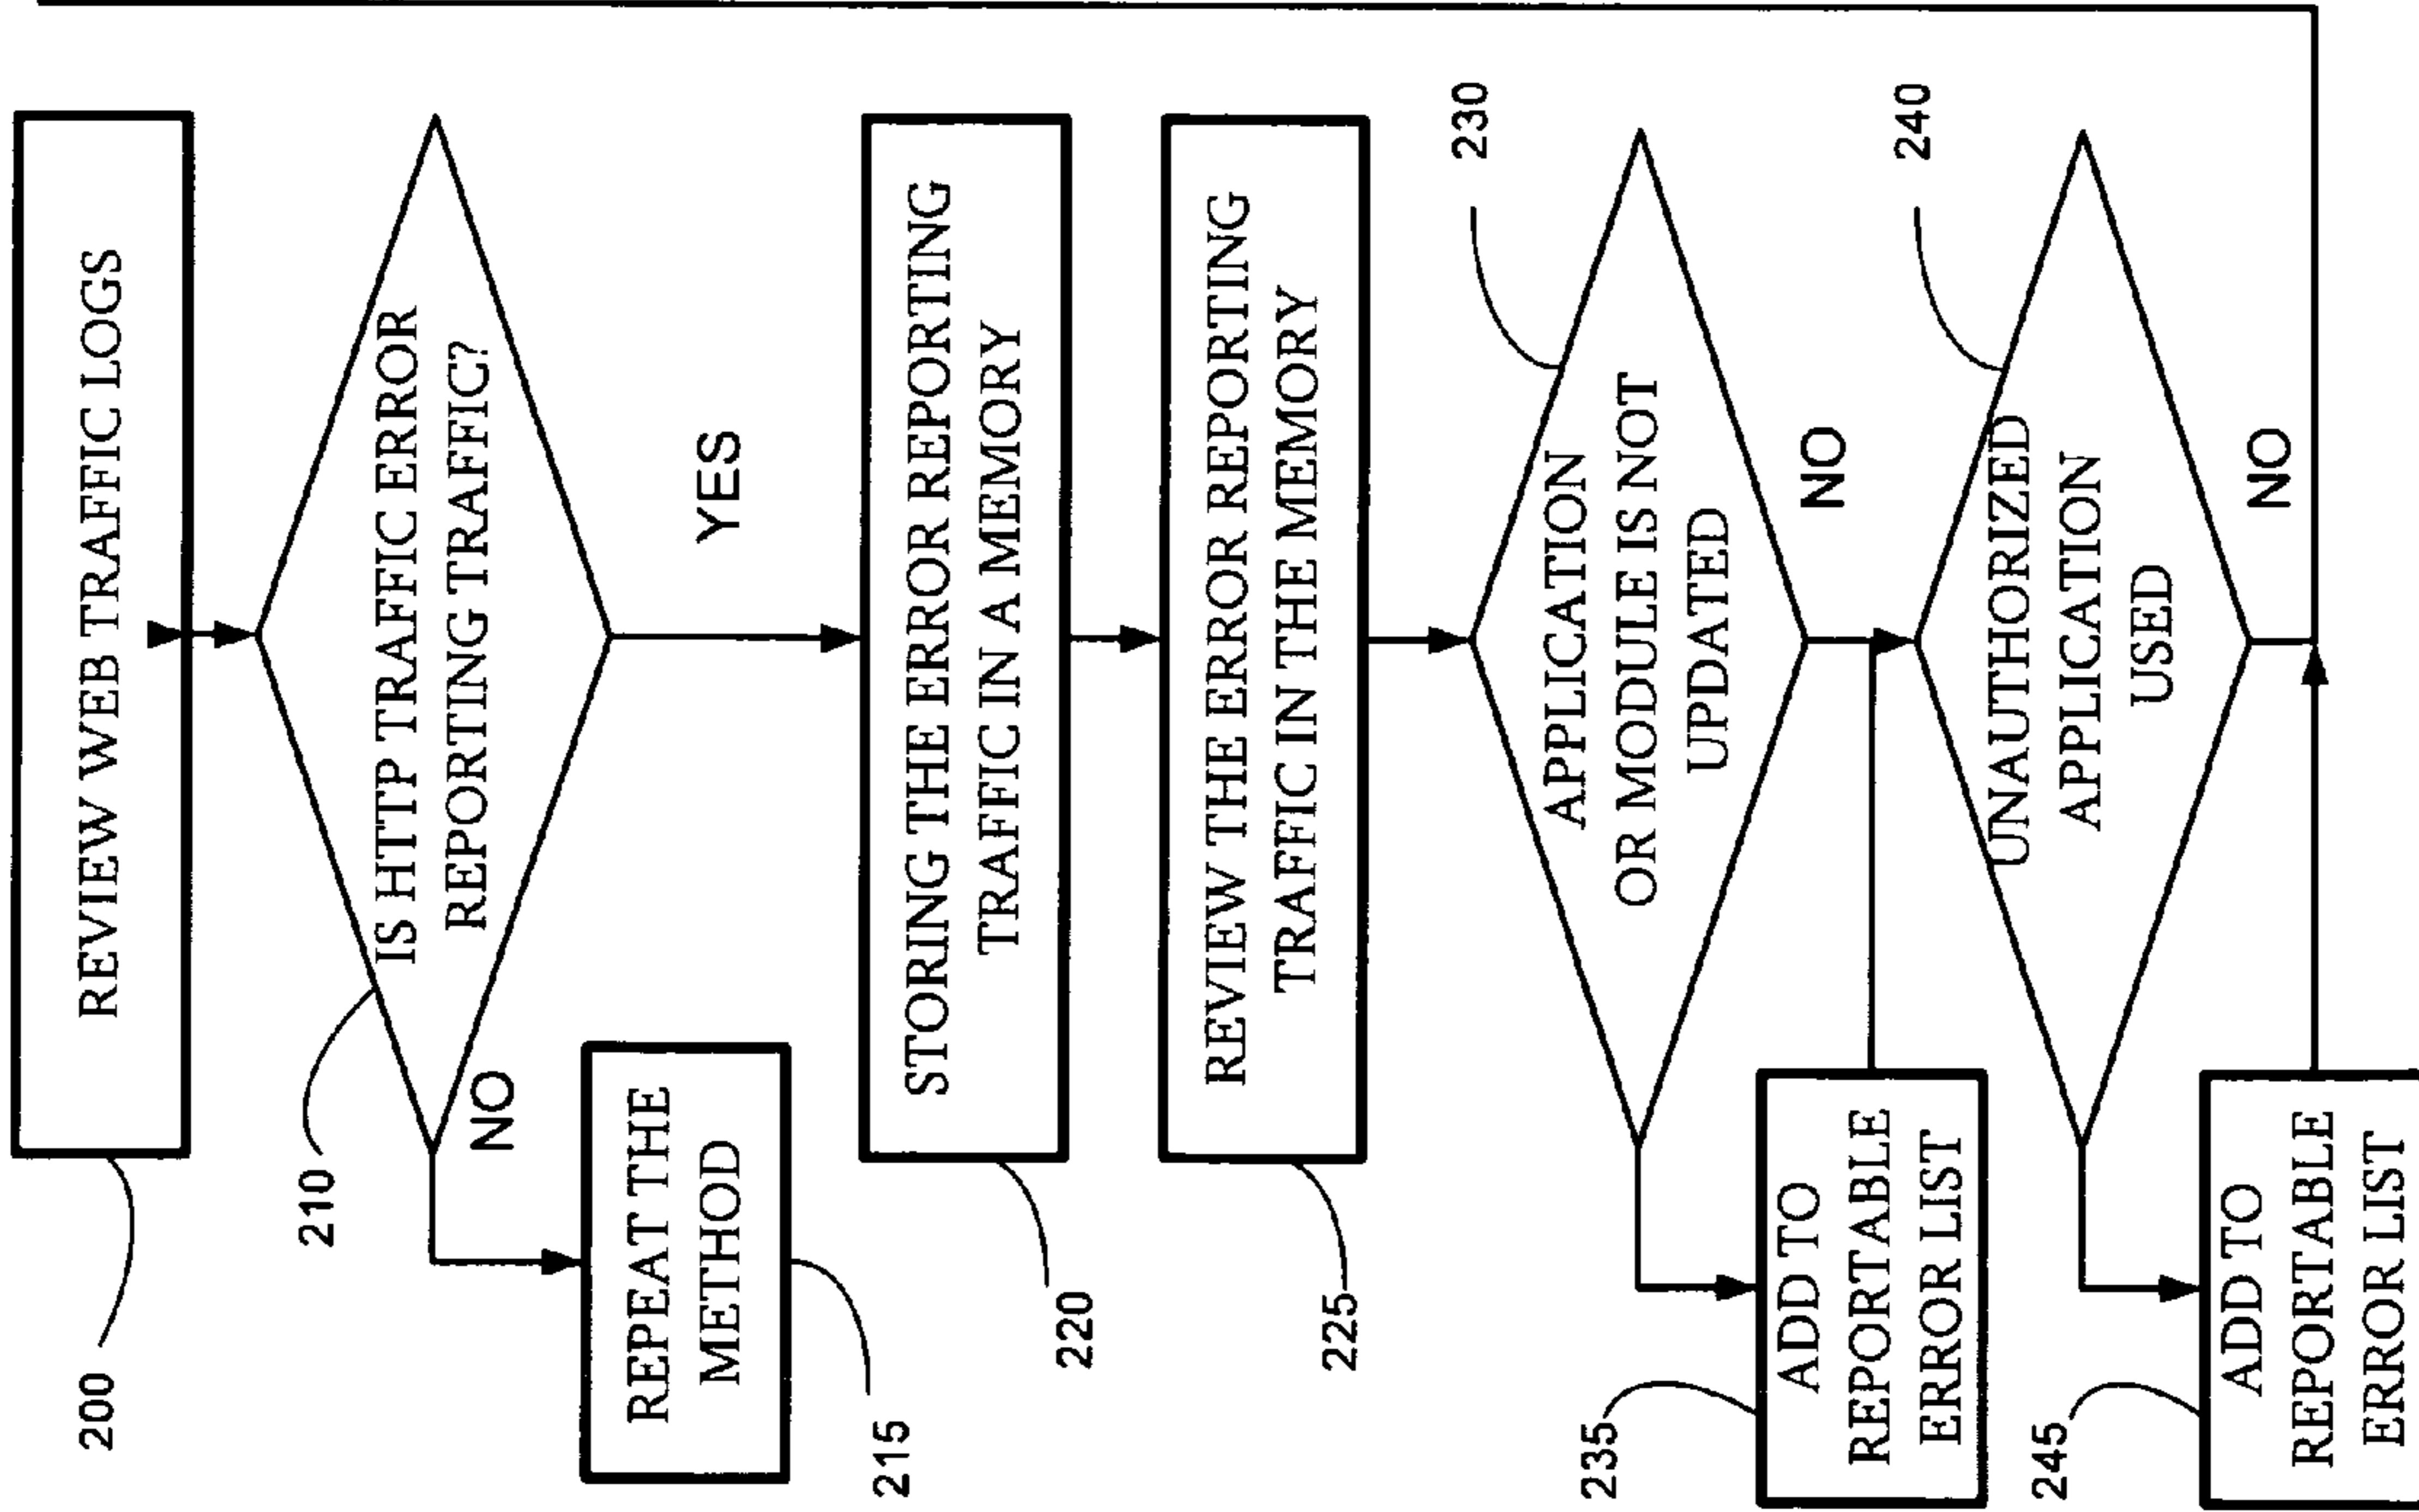 200
REVIEW WEB TRAFFIC LOGS
210
IS HTTP TRAFFIC ERROR
REPORTING TRAFFIC?
NO
YES
REPEAT THE
METHOD
215
STORING THE ERROR REPORTING
TRAFFIC IN A MEMORY
220
REVIEW THE ERROR REPORTING
TRAFFIC IN THE MEMORY
225
230
APPLICATION
OR MODULE IS NOT
UPDATED
NO
235
ADD TO
REPORTABLE
ERROR LIST
240
UNAUTHORIZED
APPLICATION
USED
NO
245
ADD TO
REPORTABLE
ERROR LIST